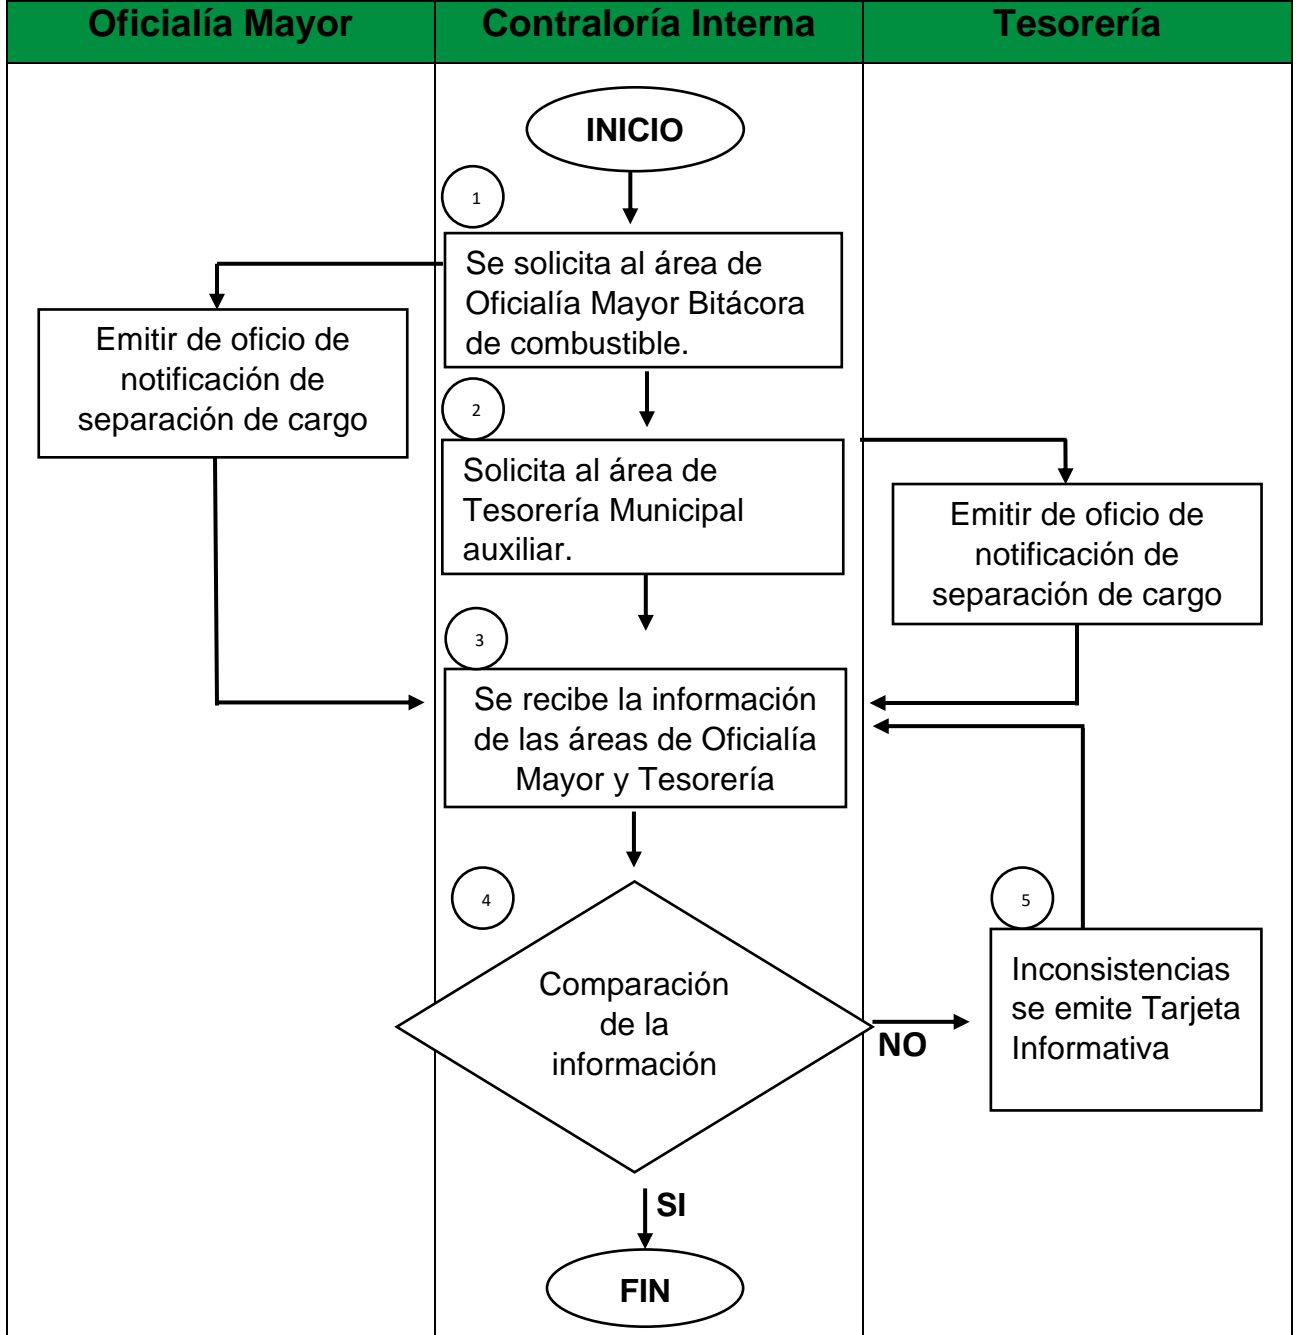 Oficialía Mayor
Contraloría Interna
Tesorería
INICIO
1
Se solicita al área de
Oficialía Mayor Bitácora
de combustible.
Emitir de oficio de
notificación de
separación de cargo
2
Solicita al área de
Tesorería Municipal
auxiliar.
Emitir de oficio de
notificación de
separación de cargo
3
Se recibe la información
de las áreas de Oficialía
Mayor y Tesorería
4
Comparación
de la
información
NO
5
Inconsistencias
se emite Tarjeta
Informativa
SI
FIN